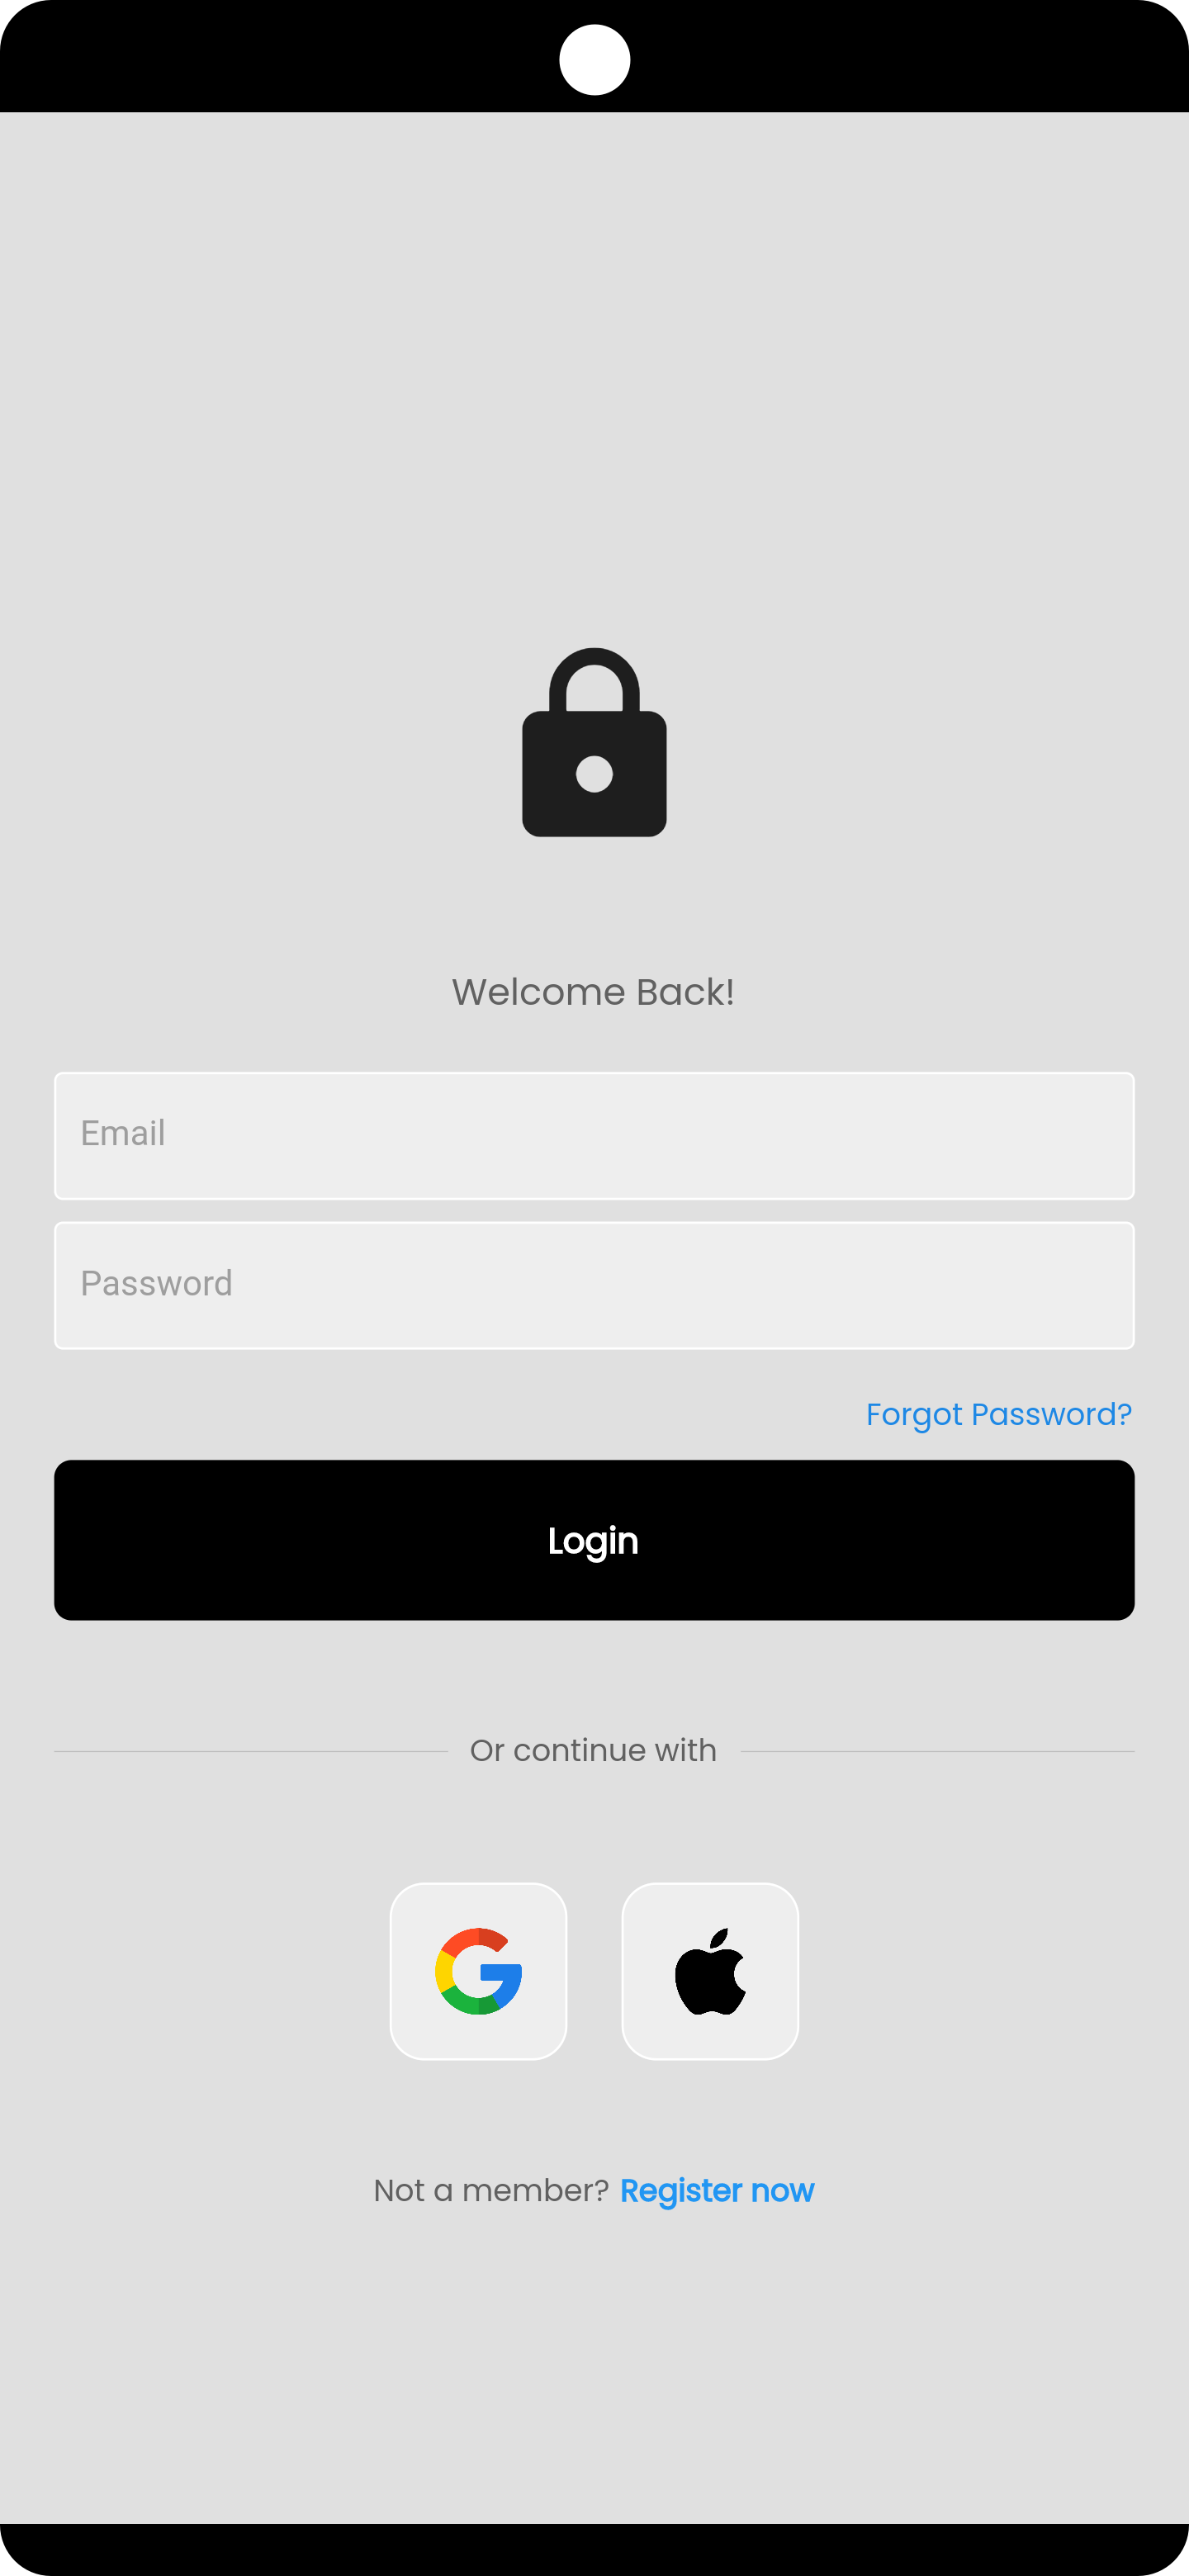 Welcome Back!
Email
Password
Forgot Password?
Login
Or continue with
Not a member? Register now